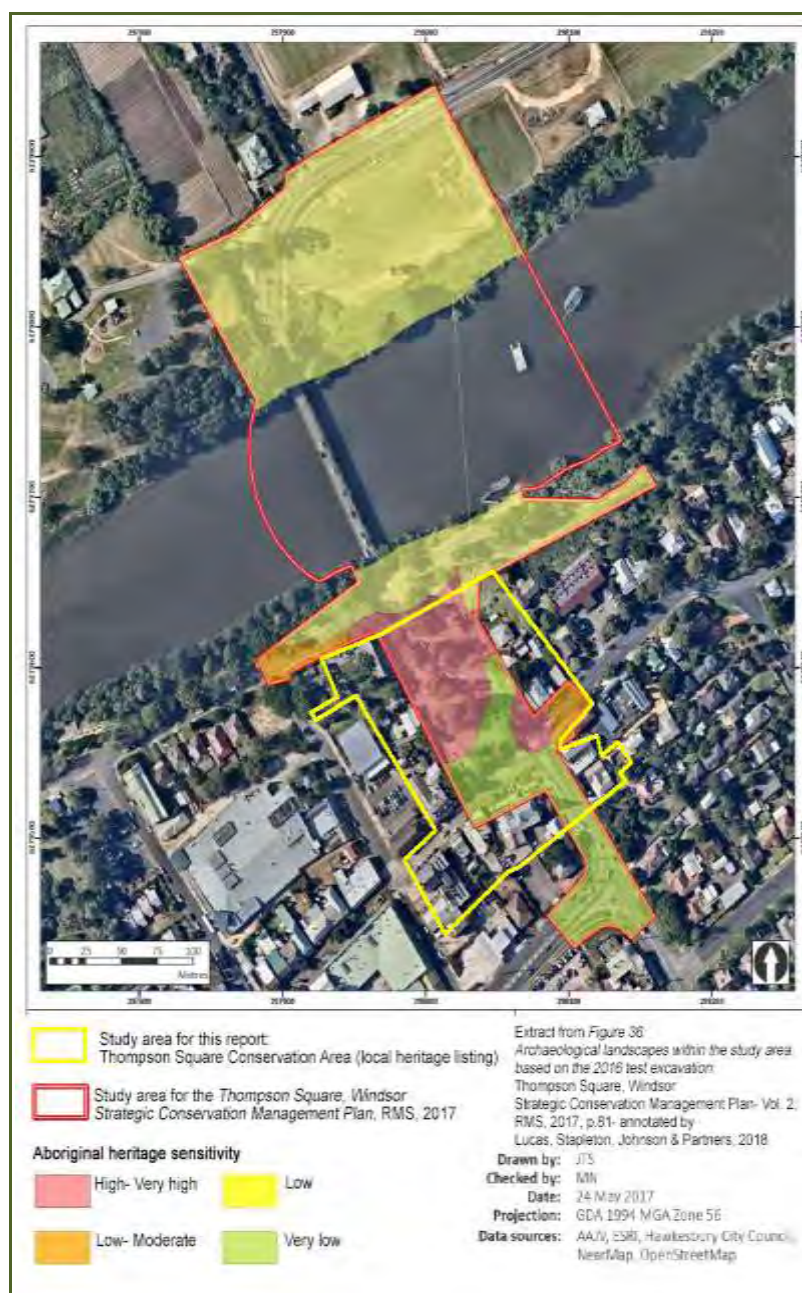 0 25 50 75 100
Metres
Study area for this report:
Thompson Square Conservation Area (local heritage listing)
Study area for the Thompson Square, Windsor
Strategic Conservation Management Plan, RMS, 2017
Aboriginal heritage sensitivity
High- Very high
Low
Low- Moderate
Very low
Extract from Figure 36
Archaeological landscapes within the study area
based on the 2016 test excavation
Thompson Square, Windsor
Strategic Conservation Management Plan- Vol. 2,
RMS, 2017, p.81- annotated by
Lucas, Stapleton, Johnson & Partners, 2018
Drawn by: JTS
Checked by: MN
Date: 24 May 2017
Projection: GDA 1994 MGA Zone 56
Data sources: AAJV, ESRI, Hawkesbury City Council,
NearMap, OpenStreetMap